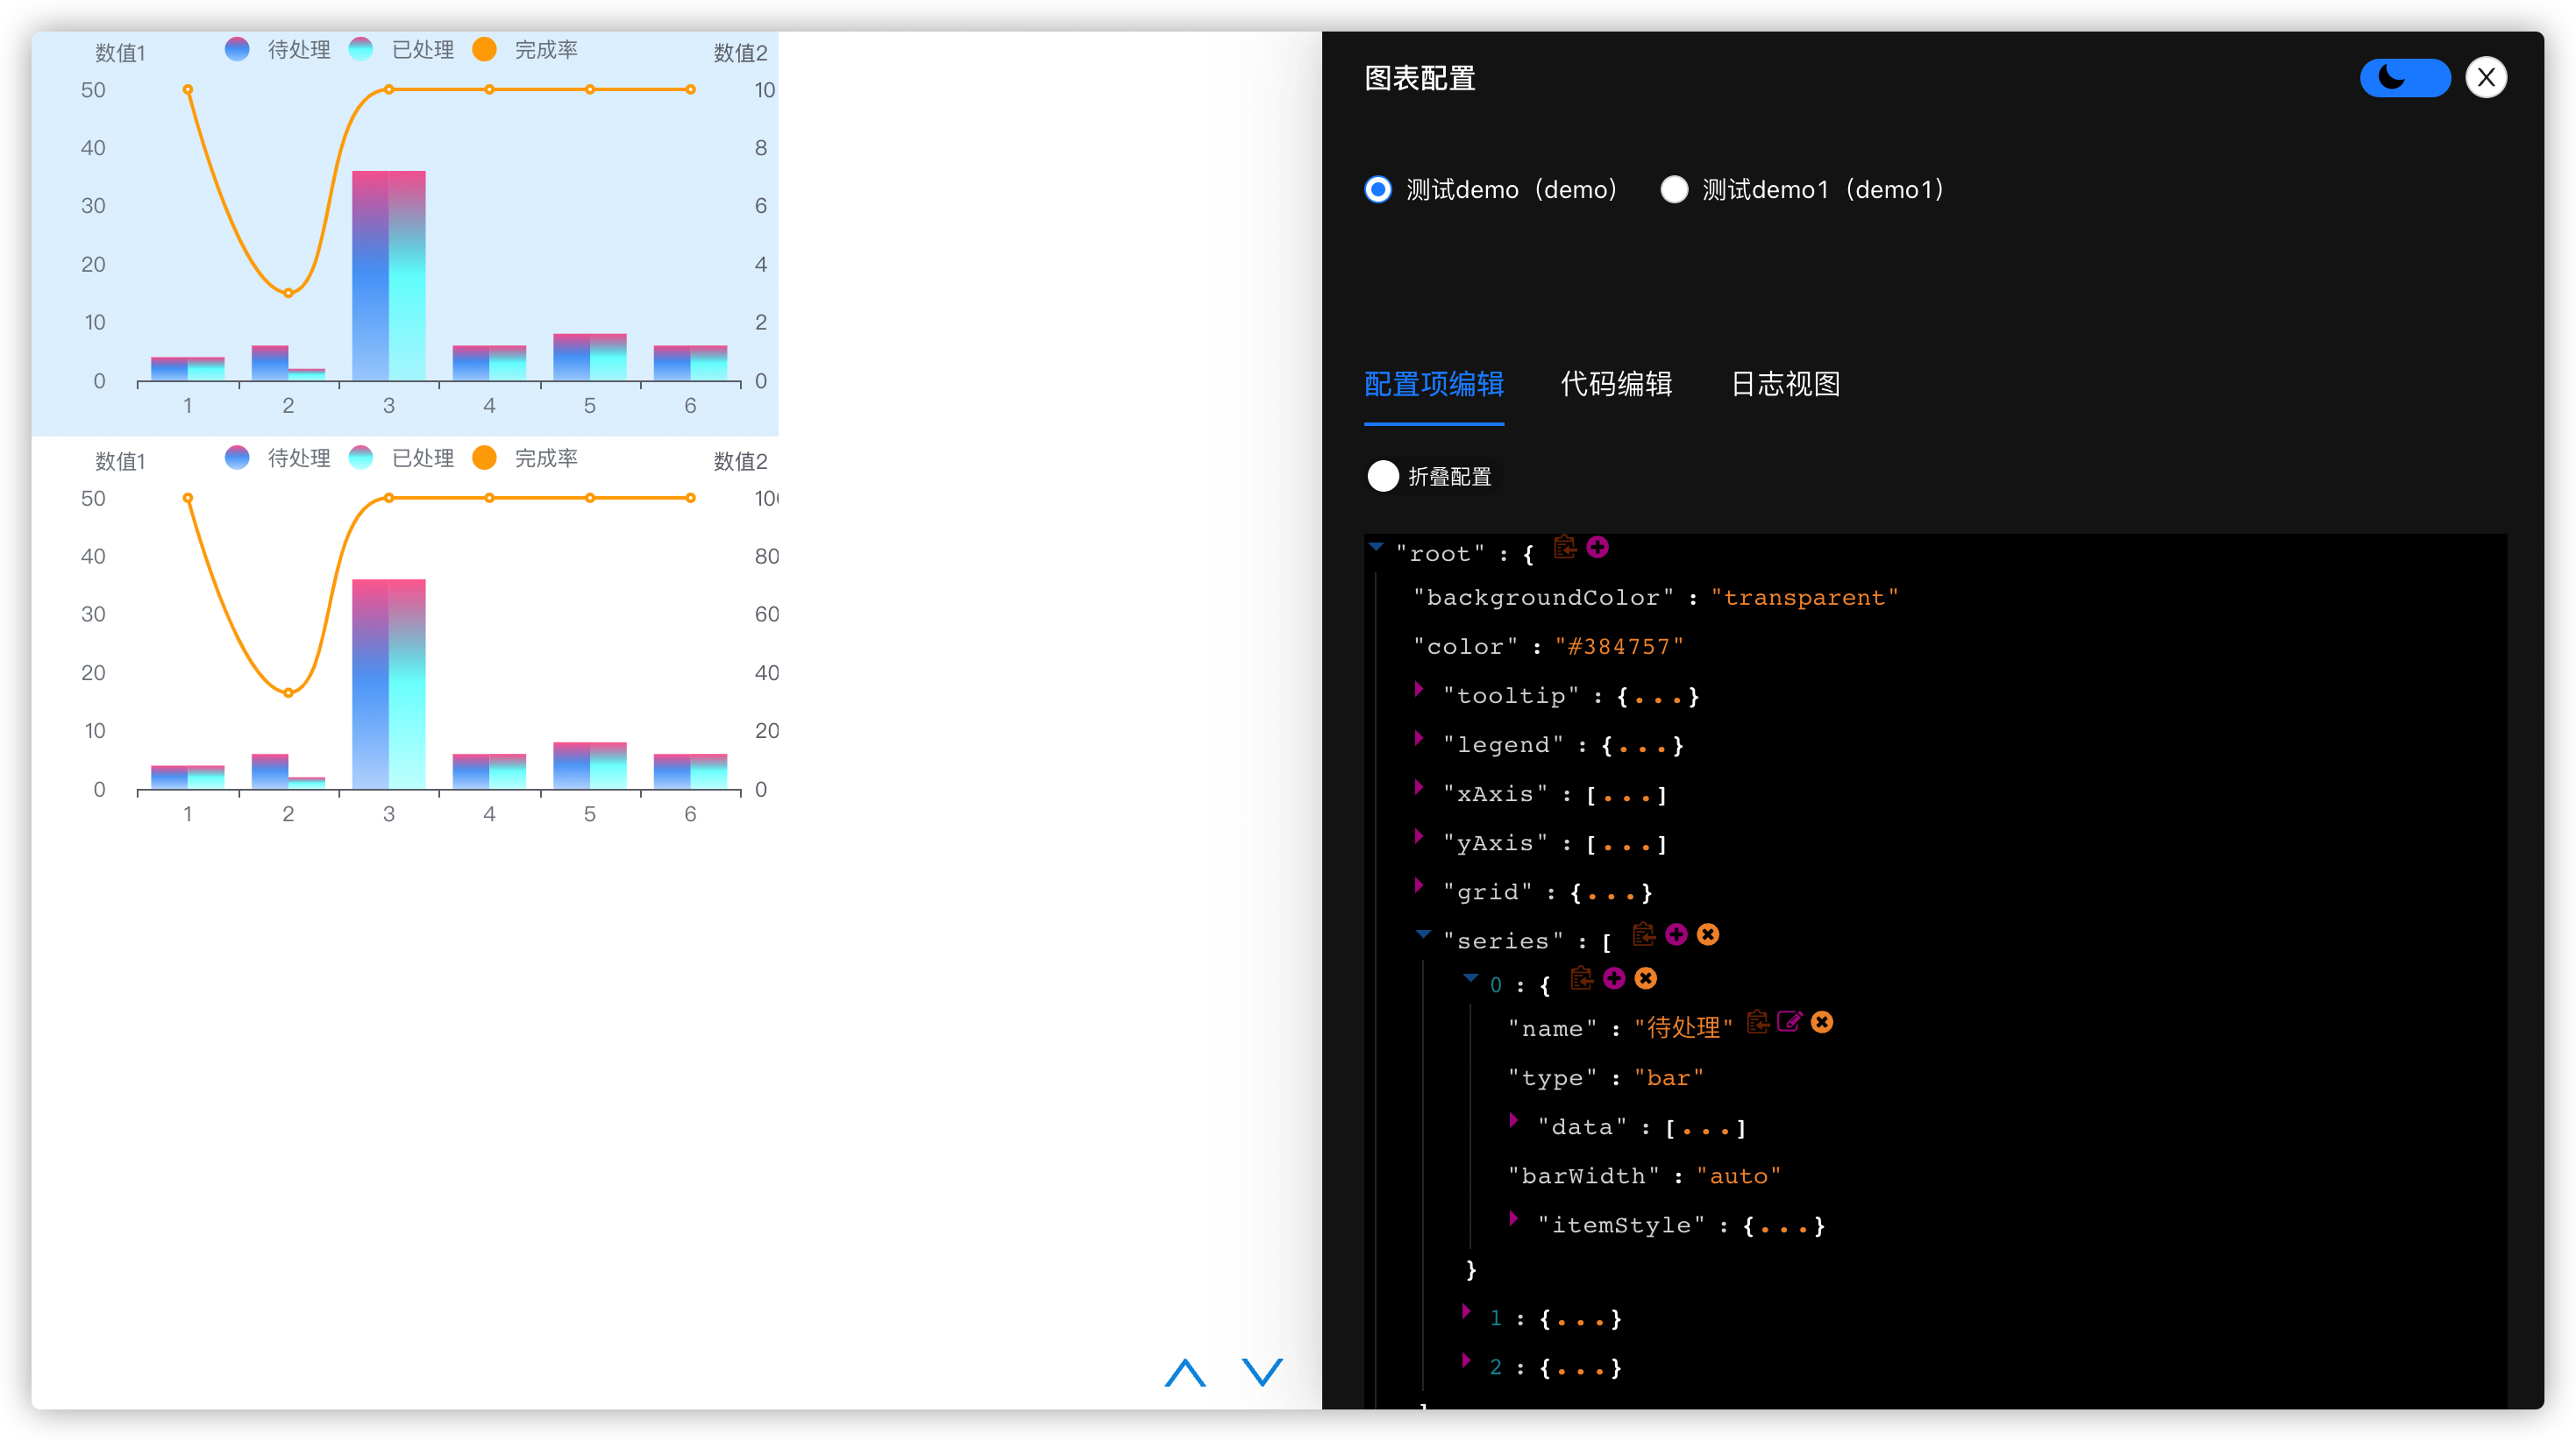 数值1 待处理 已处理 完成率 数值2
50 10
40 8
30 6
20 4
10 2
0 0
1 2 3 4 5 6
数值1 待处理 已处理 完成率 数值2
50 10
40 80
30 60
20 40
10 20
0 0
1 2 3 4 5 6
图表配置
X
测试demo（demo） 测试demo1（demo1）
配置项编辑 代码编辑 日志视图
折叠配置
"root" : {
"backgroundColor" : "transparent"
"color" : "#384757"
"tooltip" : {...}
"legend" : {...}
"xAxis" : [...]
"yAxis" : [...]
"grid" : {...}
"series" : [
0 : {
"name" : "待处理"
"type" : "bar"
"data" : [...]
"barWidth" : "auto"
"itemStyle" : {...}
}
1 : {...}
2 : {...}